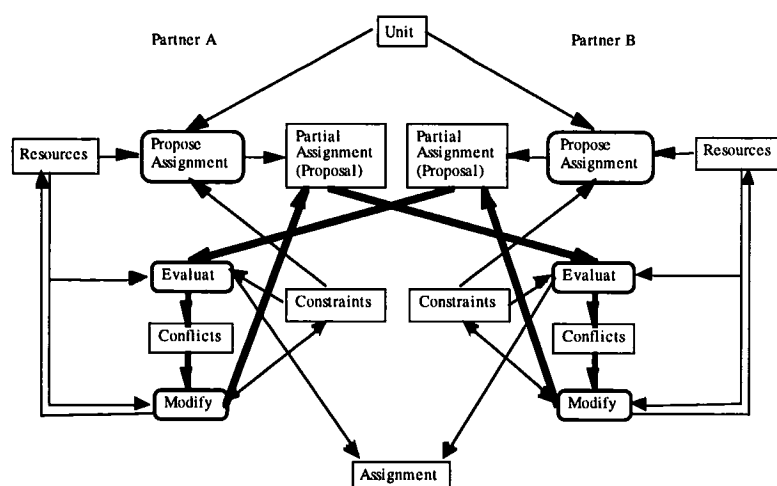 Partner A
Unit
Partner B
Resources
Propose
Assignment
Partial
Assignment
(Proposal)
Partial
Assignment
(Proposal)
Propose
Assignment
Resources
Evaluat
Constraints
Constraints
Evaluat
Conflicts
Conflicts
Modify
Modify
Assignment